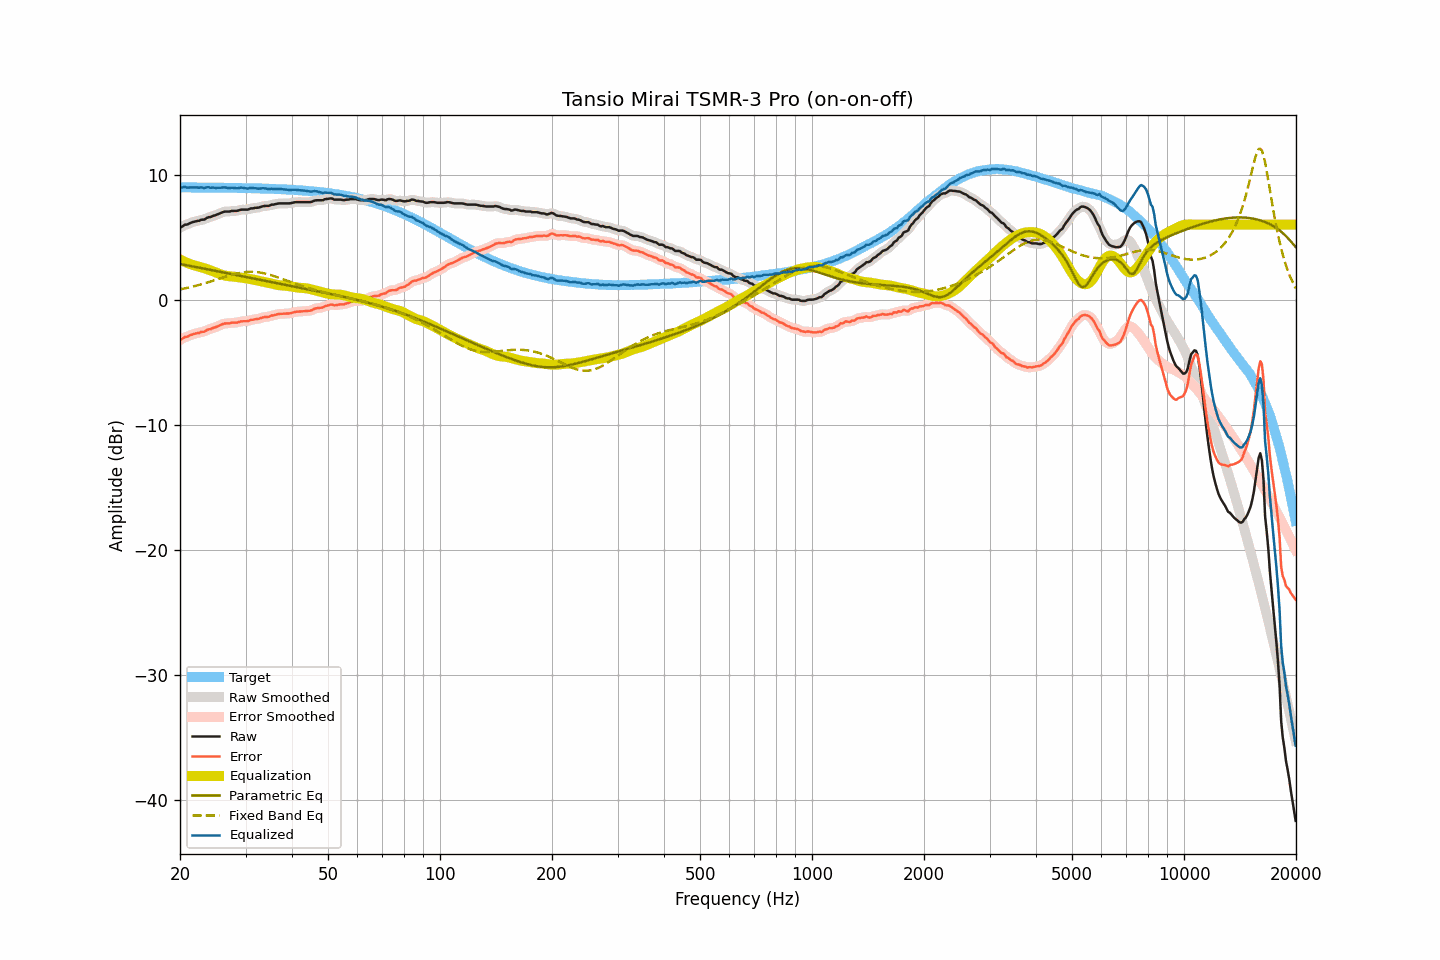 Tansio Mirai TSMR-3 Pro (on-on-off)
10
0
−10
−20
−30
−40
Amplitude (dBr)
Target
Raw Smoothed
Error Smoothed
Raw
Error
Equalization
Parametric Eq
Fixed Band Eq
Equalized
20 50 100 200 500 1000 2000 5000 10000 20000
Frequency (Hz)